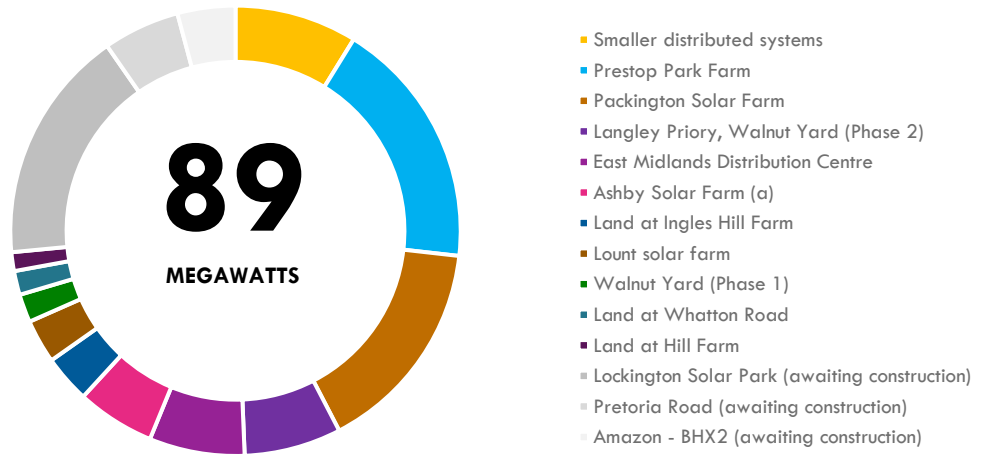 89
MEGAWATTS
Smaller distributed systems
Prestop Park Farm
Packington Solar Farm
Langley Priory, Walnut Yard (Phase 2)
East Midlands Distribution Centre
Ashby Solar Farm (a)
Land at Ingles Hill Farm
Lount solar farm
Walnut Yard (Phase 1)
Land at Whatton Road
Land at Hill Farm
Lockington Solar Park (awaiting construction)
Pretoria Road (awaiting construction)
Amazon - BHX2 (awaiting construction)